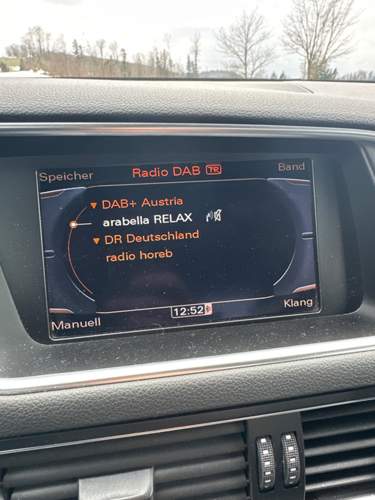 Speicher Radio DAB TP Band
DAB+ Austria
arabella RELAX
DR Deutschland
radio horeb
Manuell 12:52 Klang